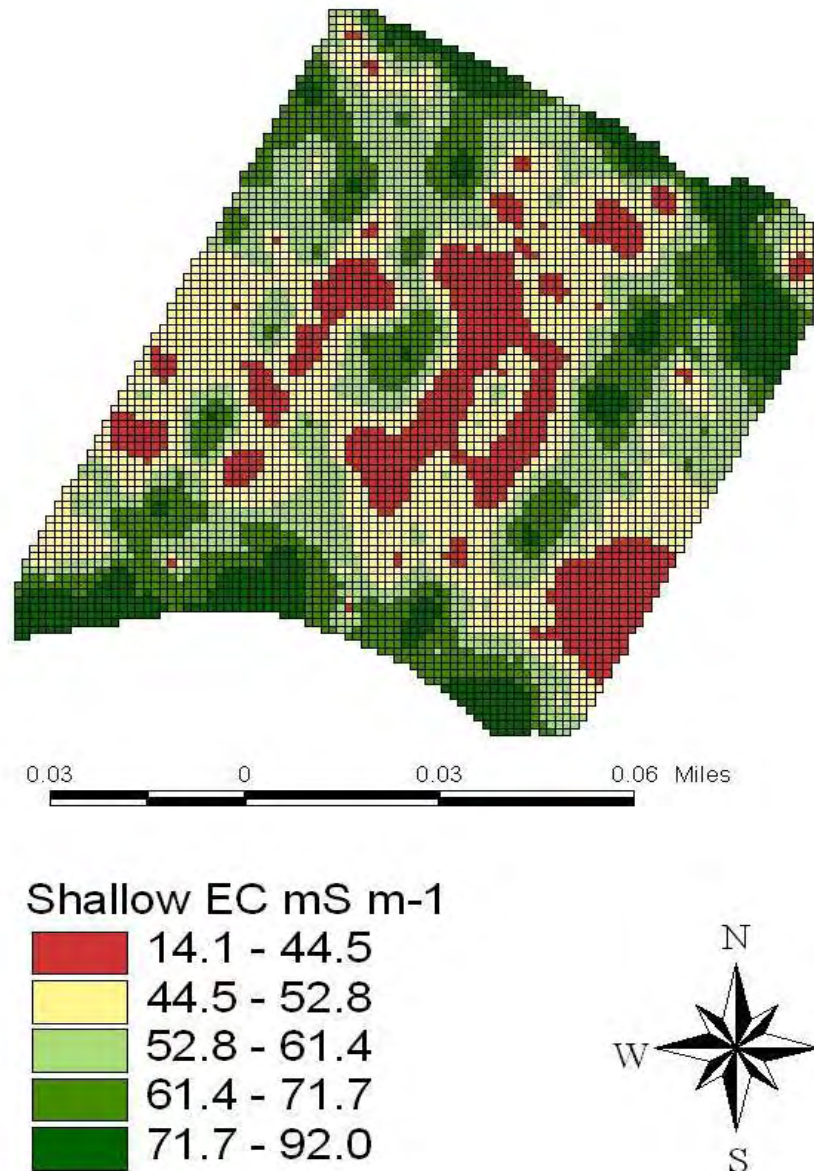 0.03 0 0.03 0.06 Miles
Shallow EC mS m-1
14.1 - 44.5
44.5 - 52.8
52.8 - 61.4
61.4 - 71.7
71.7 - 92.0
N
W
S